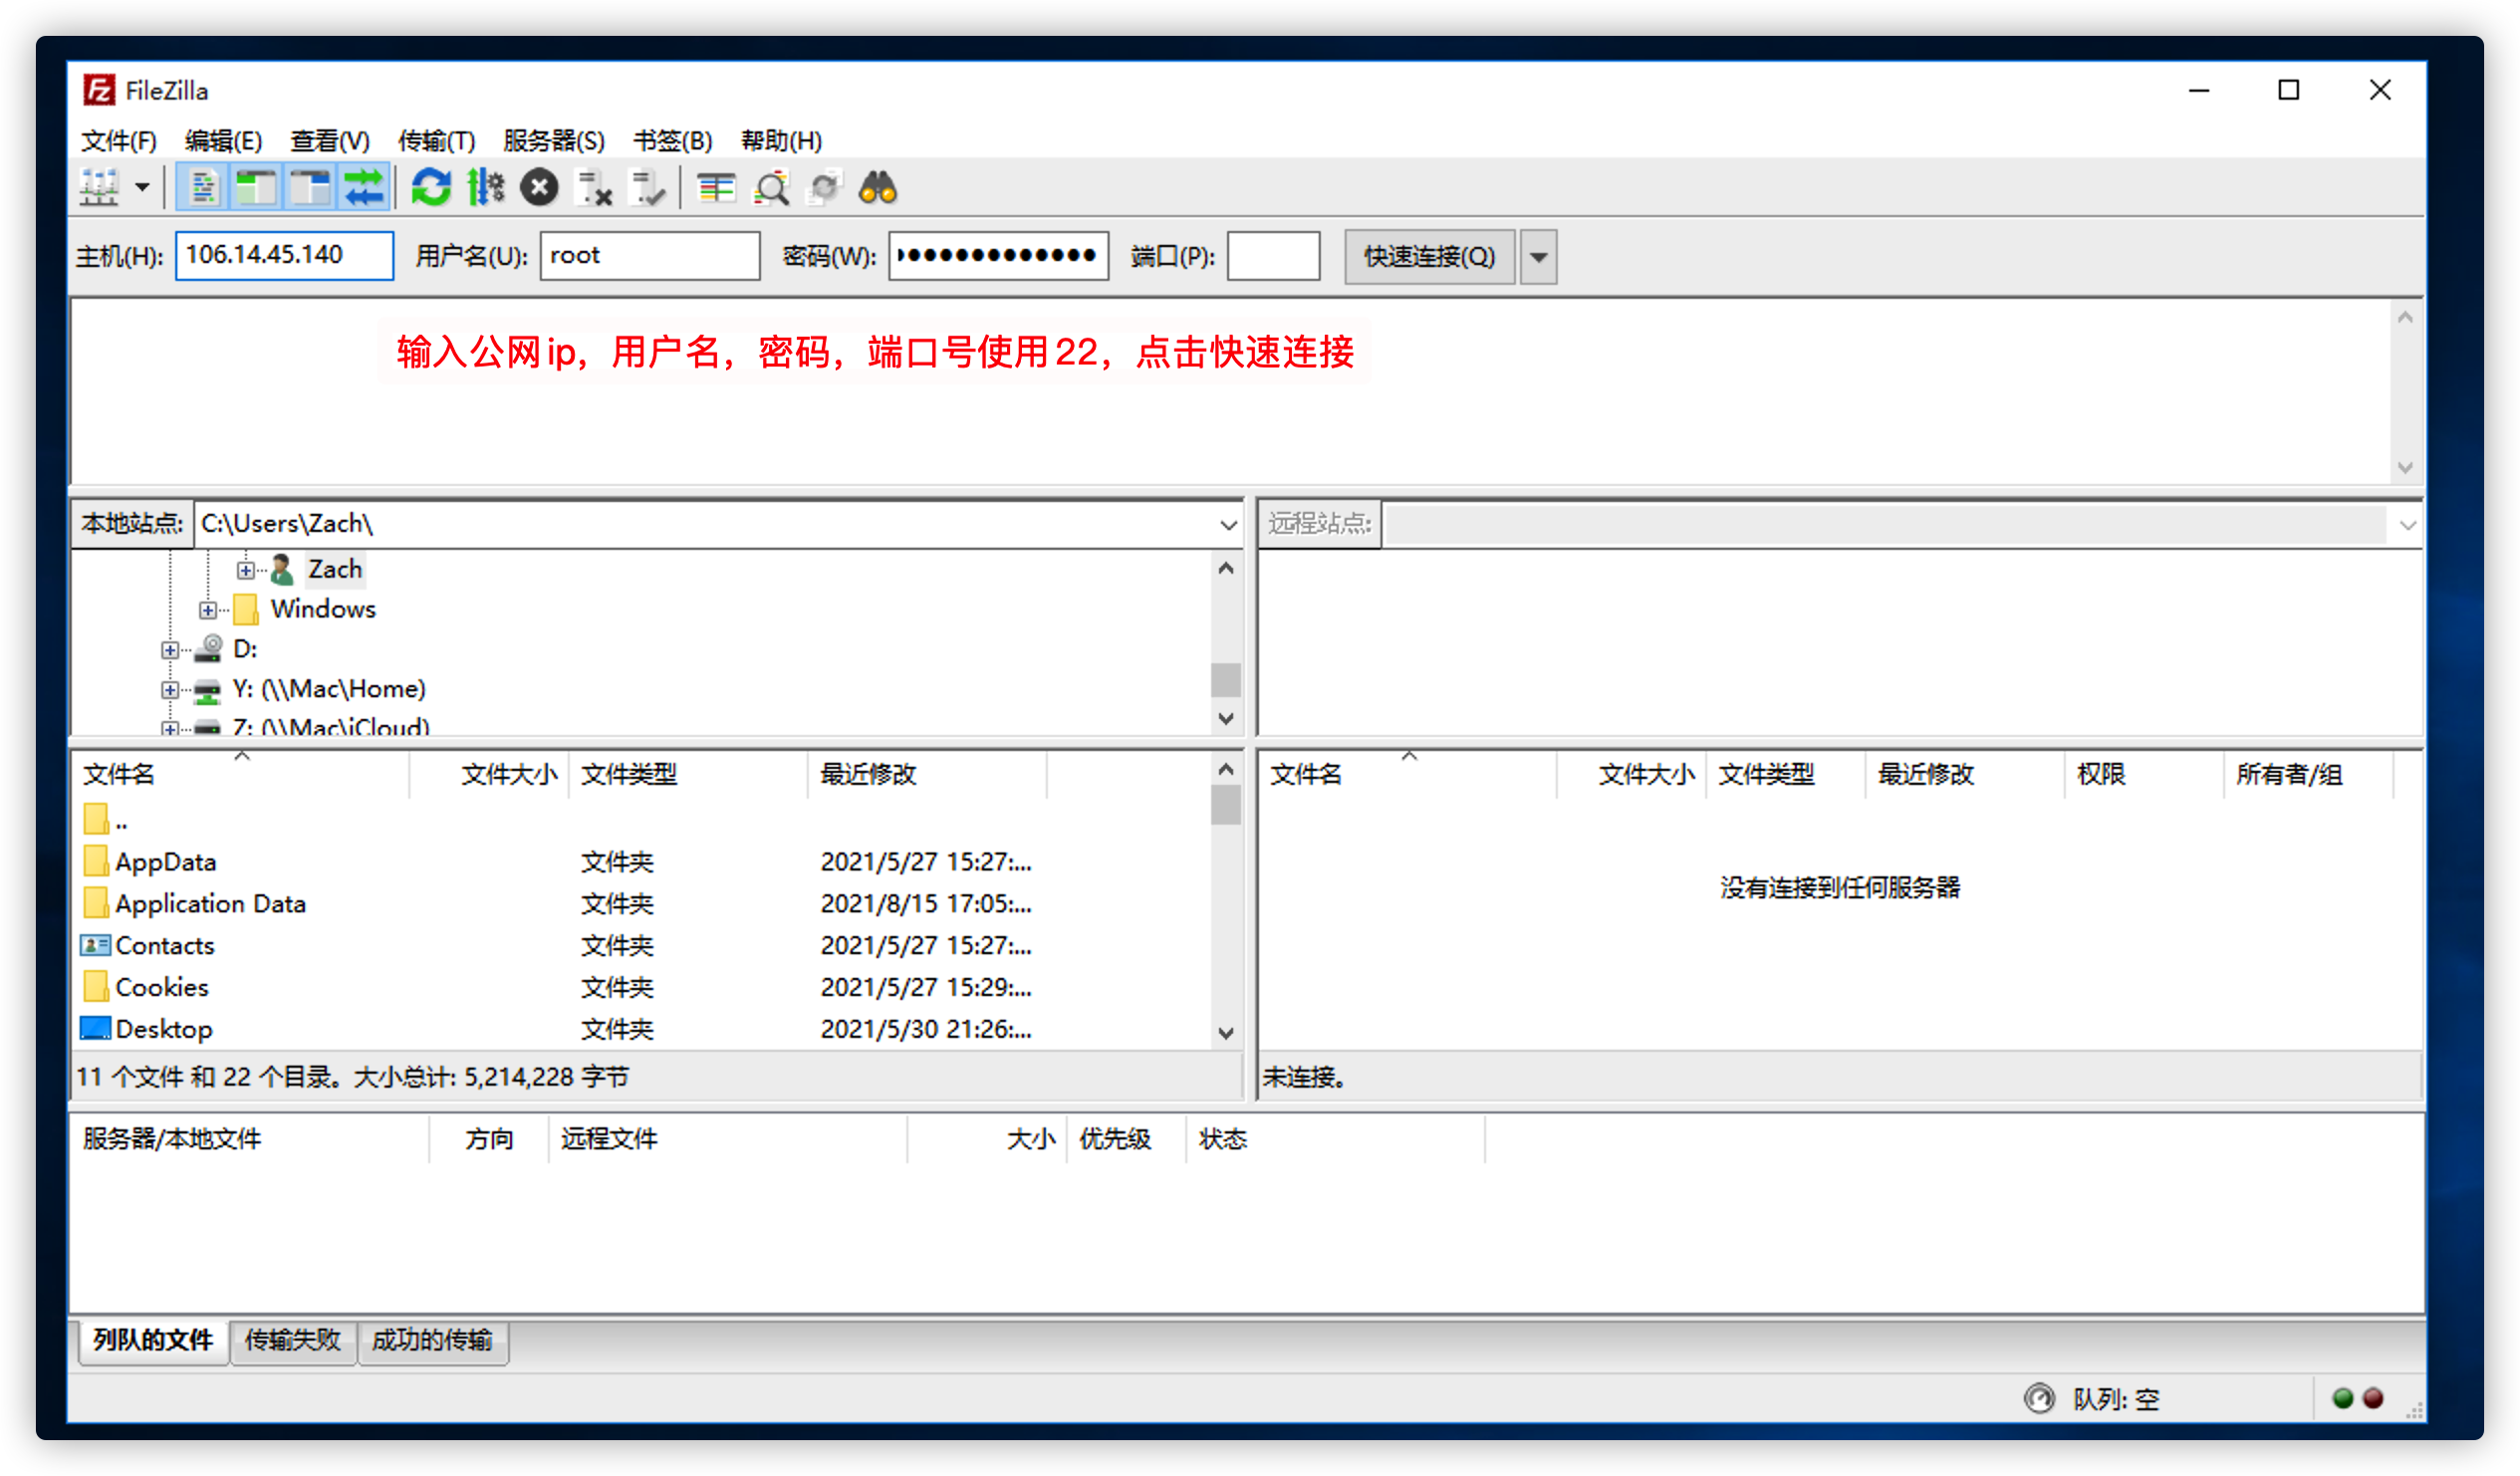 FileZilla
文件(F) 编辑(E) 查看(V) 传输(T) 服务器(S) 书签(B) 帮助(H)
主机(H): 106.14.45.140 用户名(U): root 密码(W): 端口(P): 快速连接(Q)
输入公网ip，用户名，密码，端口号使用22，点击快速连接
本地站点: C:\Users\Zach\
远程站点:
Zach
Windows
D:
Y: (\\Mac\Home)
Z: (\\Mac\iCloud)
文件名 文件大小 文件类型 最近修改
..
AppData 文件夹 2021/5/27 15:27:...
Application Data 文件夹 2021/8/15 17:05:...
Contacts 文件夹 2021/5/27 15:27:...
Cookies 文件夹 2021/5/27 15:29:...
Desktop 文件夹 2021/5/30 21:26:...
11 个文件 和 22 个目录。大小总计: 5,214,228 字节
文件名 文件大小 文件类型 最近修改 权限 所有者/组
没有连接到任何服务器
未连接。
服务器/本地文件 方向 远程文件 大小 优先级 状态
列队的文件 传输失败 成功的传输
队列: 空